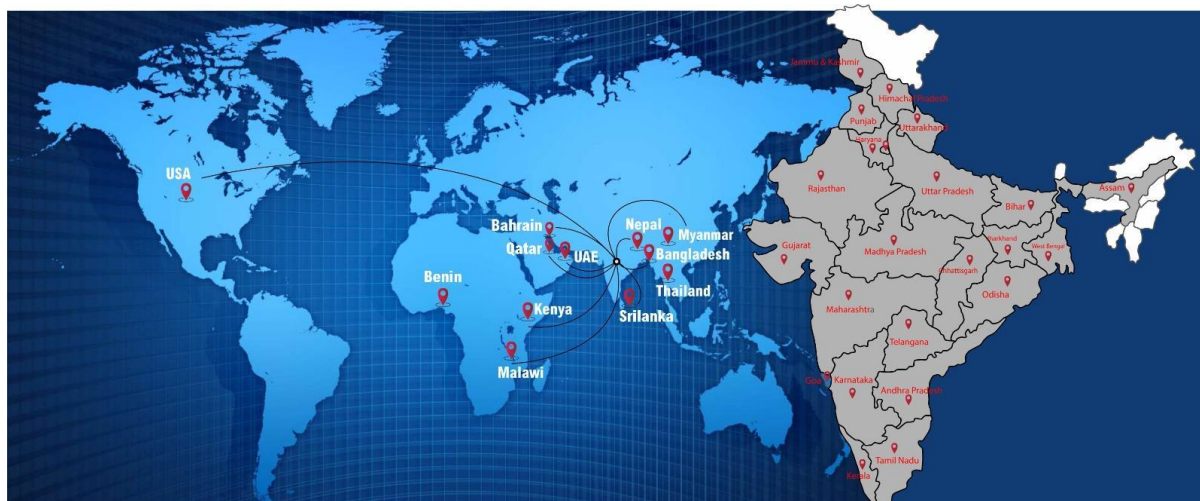 USA
Bahrain
Qatar
UAE
Nepal
Myanmar
Bangladesh
Thailand
Srilanka
Benin
Kenya
Malawi
Jammu & Kashmir
Himachal Pradesh
Punjab
Uttarakhand
Haryana
Rajasthan
Uttar Pradesh
Bihar
Assam
Gujarat
Madhya Pradesh
Jharkhand
West Bengal
Chhattisgarh
Odisha
Maharashtra
Telangana
Goa
Karnataka
Andhra Pradesh
Tamil Nadu
Kerala